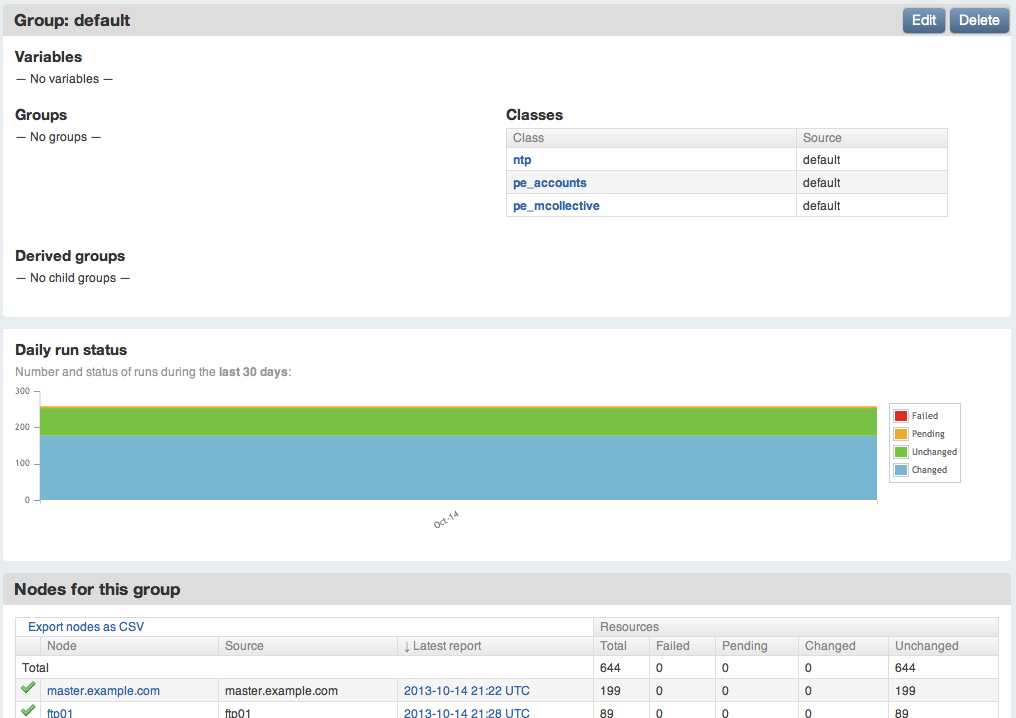 Group: default
Edit
Delete
Variables
— No variables —
Groups
— No groups —
Classes
Class Source
ntp default
pe_accounts default
pe_mcollective default
Derived groups
— No child groups —
Daily run status
Number and status of runs during the last 30 days:
300
200
100
0
Oct-14
Failed
Pending
Unchanged
Changed
Nodes for this group
Export nodes as CSV Resources
Node Source ↓ Latest report Total Failed Pending Changed Unchanged
Total 644 0 0 0 644
master.example.com master.example.com 2013-10-14 21:22 UTC 199 0 0 0 199
ftp01 ftp01 2013-10-14 21:28 UTC 89 0 0 0 89